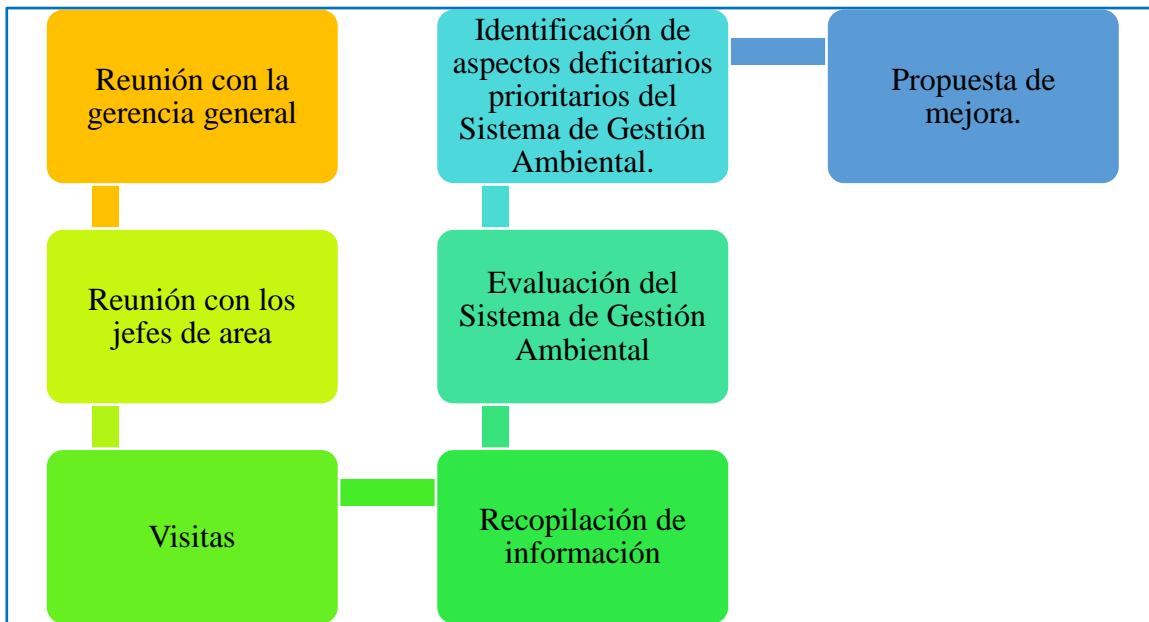 Reunión con la
gerencia general
Reunión con los
jefes de area
Visitas
Recopilación de
información
Evaluación del
Sistema de Gestión
Ambiental
Identificación de
aspectos deficitarios
prioritarios del
Sistema de Gestión
Ambiental.
Propuesta de
mejora.